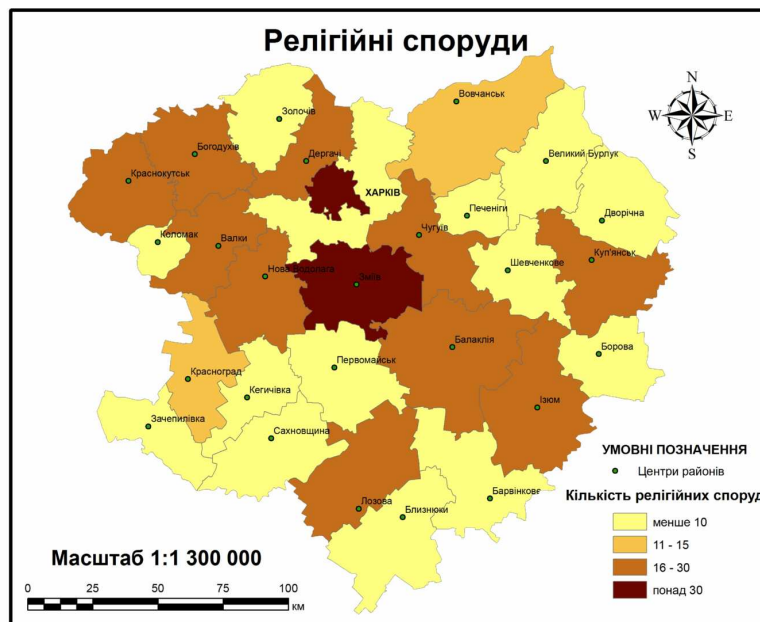 Релігійні споруди
N
W E
S
Золочів
Вовчанськ
Богодухів
Дергачі
Великий Бурлук
Краснокутськ
ХАРКІВ
Печеніги
Дворічна
Коломак
Валки
Чугуїв
Шевченкове
Куп'янськ
Нова Водолага
Зміїв
Балаклія
Борова
Первомайськ
Красноград
Кегичівка
Ізюм
Зачепилівка
Сахновщина
Лозова
Близнюки
Барвінкове
УМОВНІ ПОЗНАЧЕННЯ
Центри районів
Кількість релігійних споруд
менше 10
11 - 15
16 - 30
понад 30
Масштаб 1:1 300 000
0 25 50 75 100
км